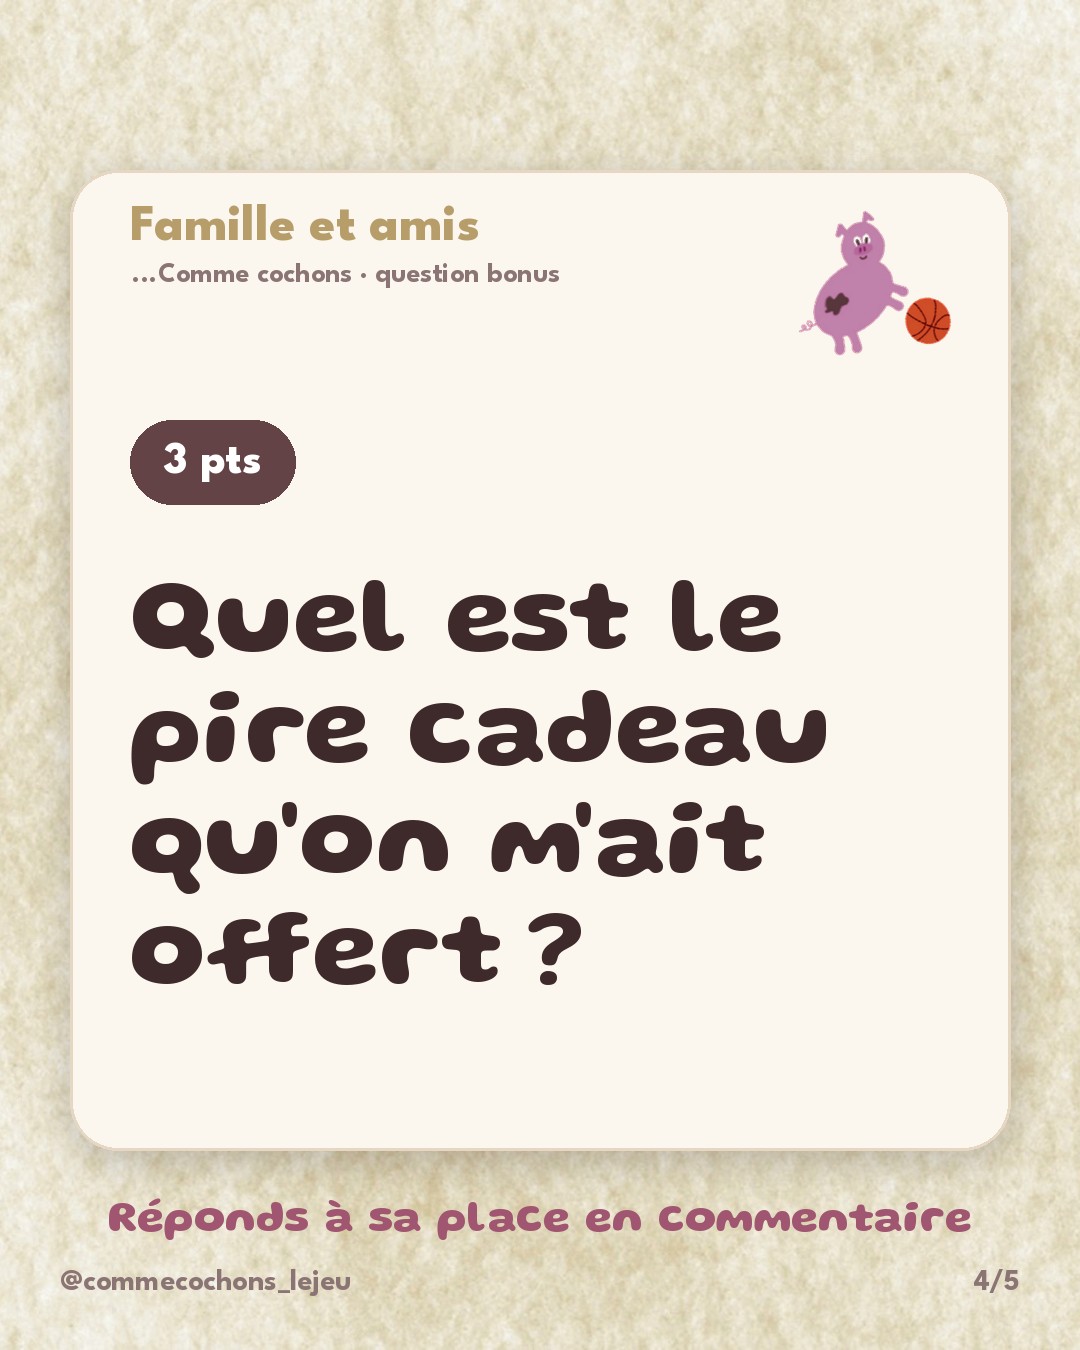 Famille et amis
...Comme cochons · question bonus
3 pts
Quel est le
pire cadeau
qu'on m'ait
offert ?
Réponds à sa place en commentaire
@commecochons_lejeu
4/5